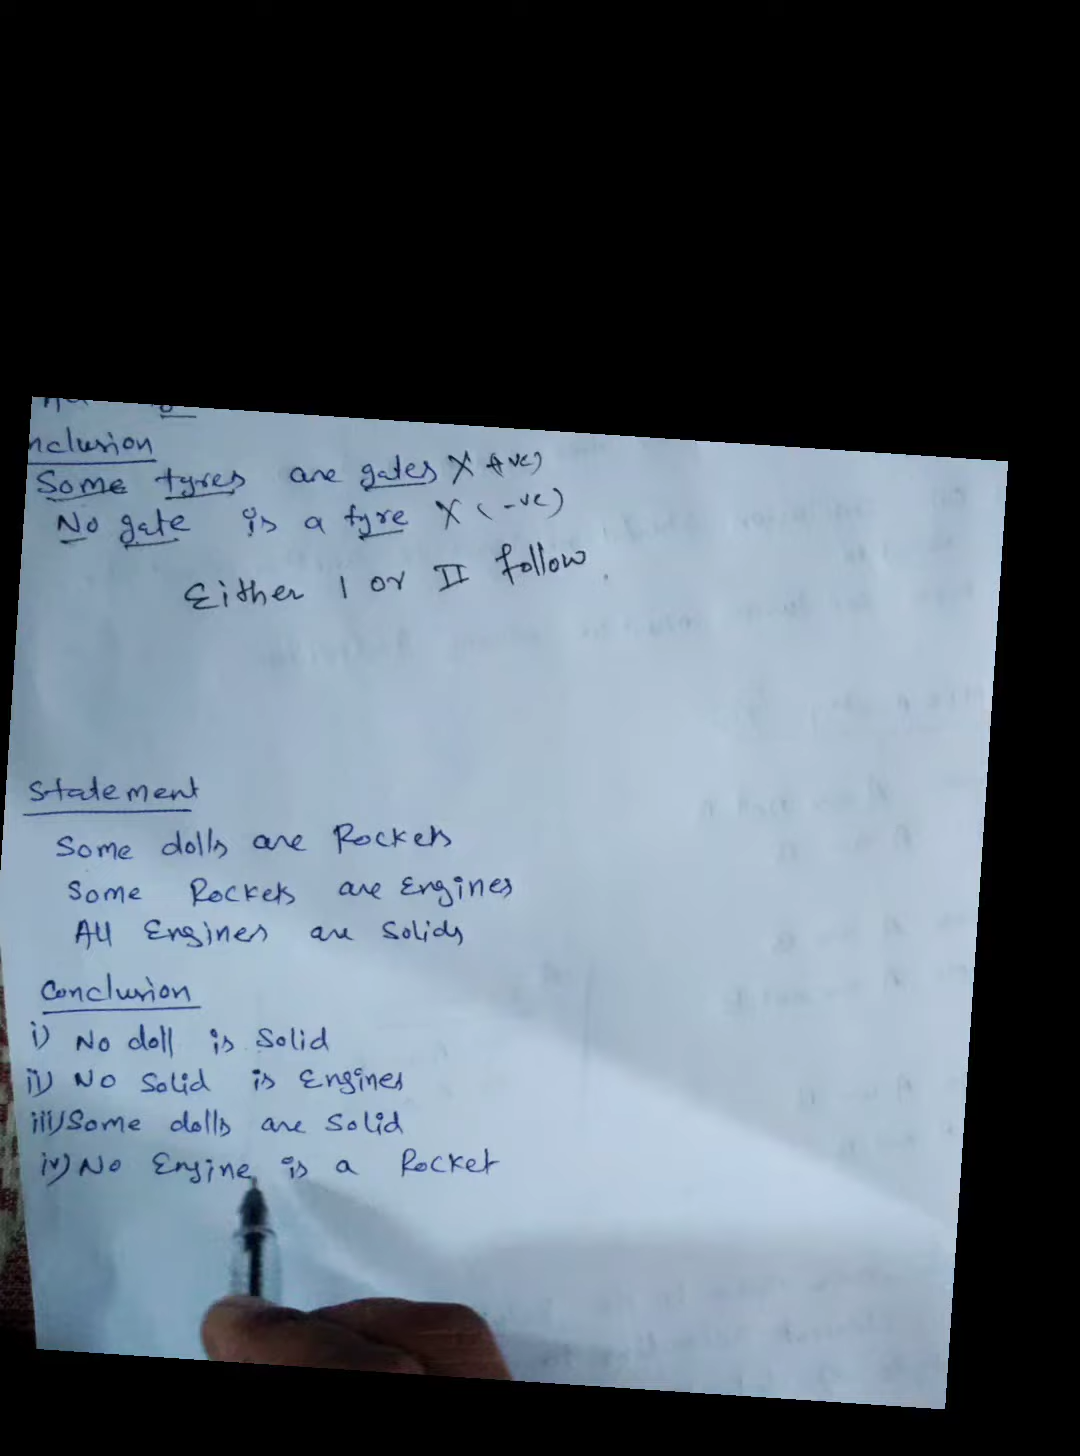 nclusion
Some tyres are gates X +ve)
No gate is a tyre X (-ve)
Either I or II follow.
Statement
Some dolls are Rockets
Some Rockets are Engines
All Engines are Solids
Conclusion
i) No doll is Solid
ii) No Solid is Engines
iii) Some dolls are Solid
iv) No Engine is a Rocket